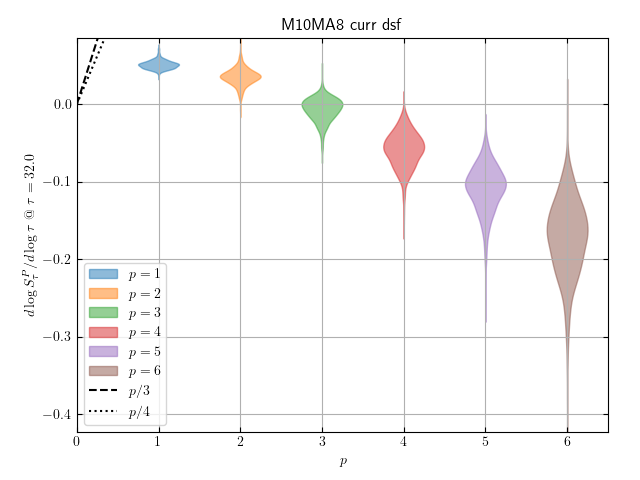 M10MA8 curr dsf
d log S_τ^P / d log τ @ τ = 32.0
0.0
−0.1
−0.2
−0.3
−0.4
p = 1
p = 2
p = 3
p = 4
p = 5
p = 6
p/3
p/4
0 1 2 3 4 5 6
p